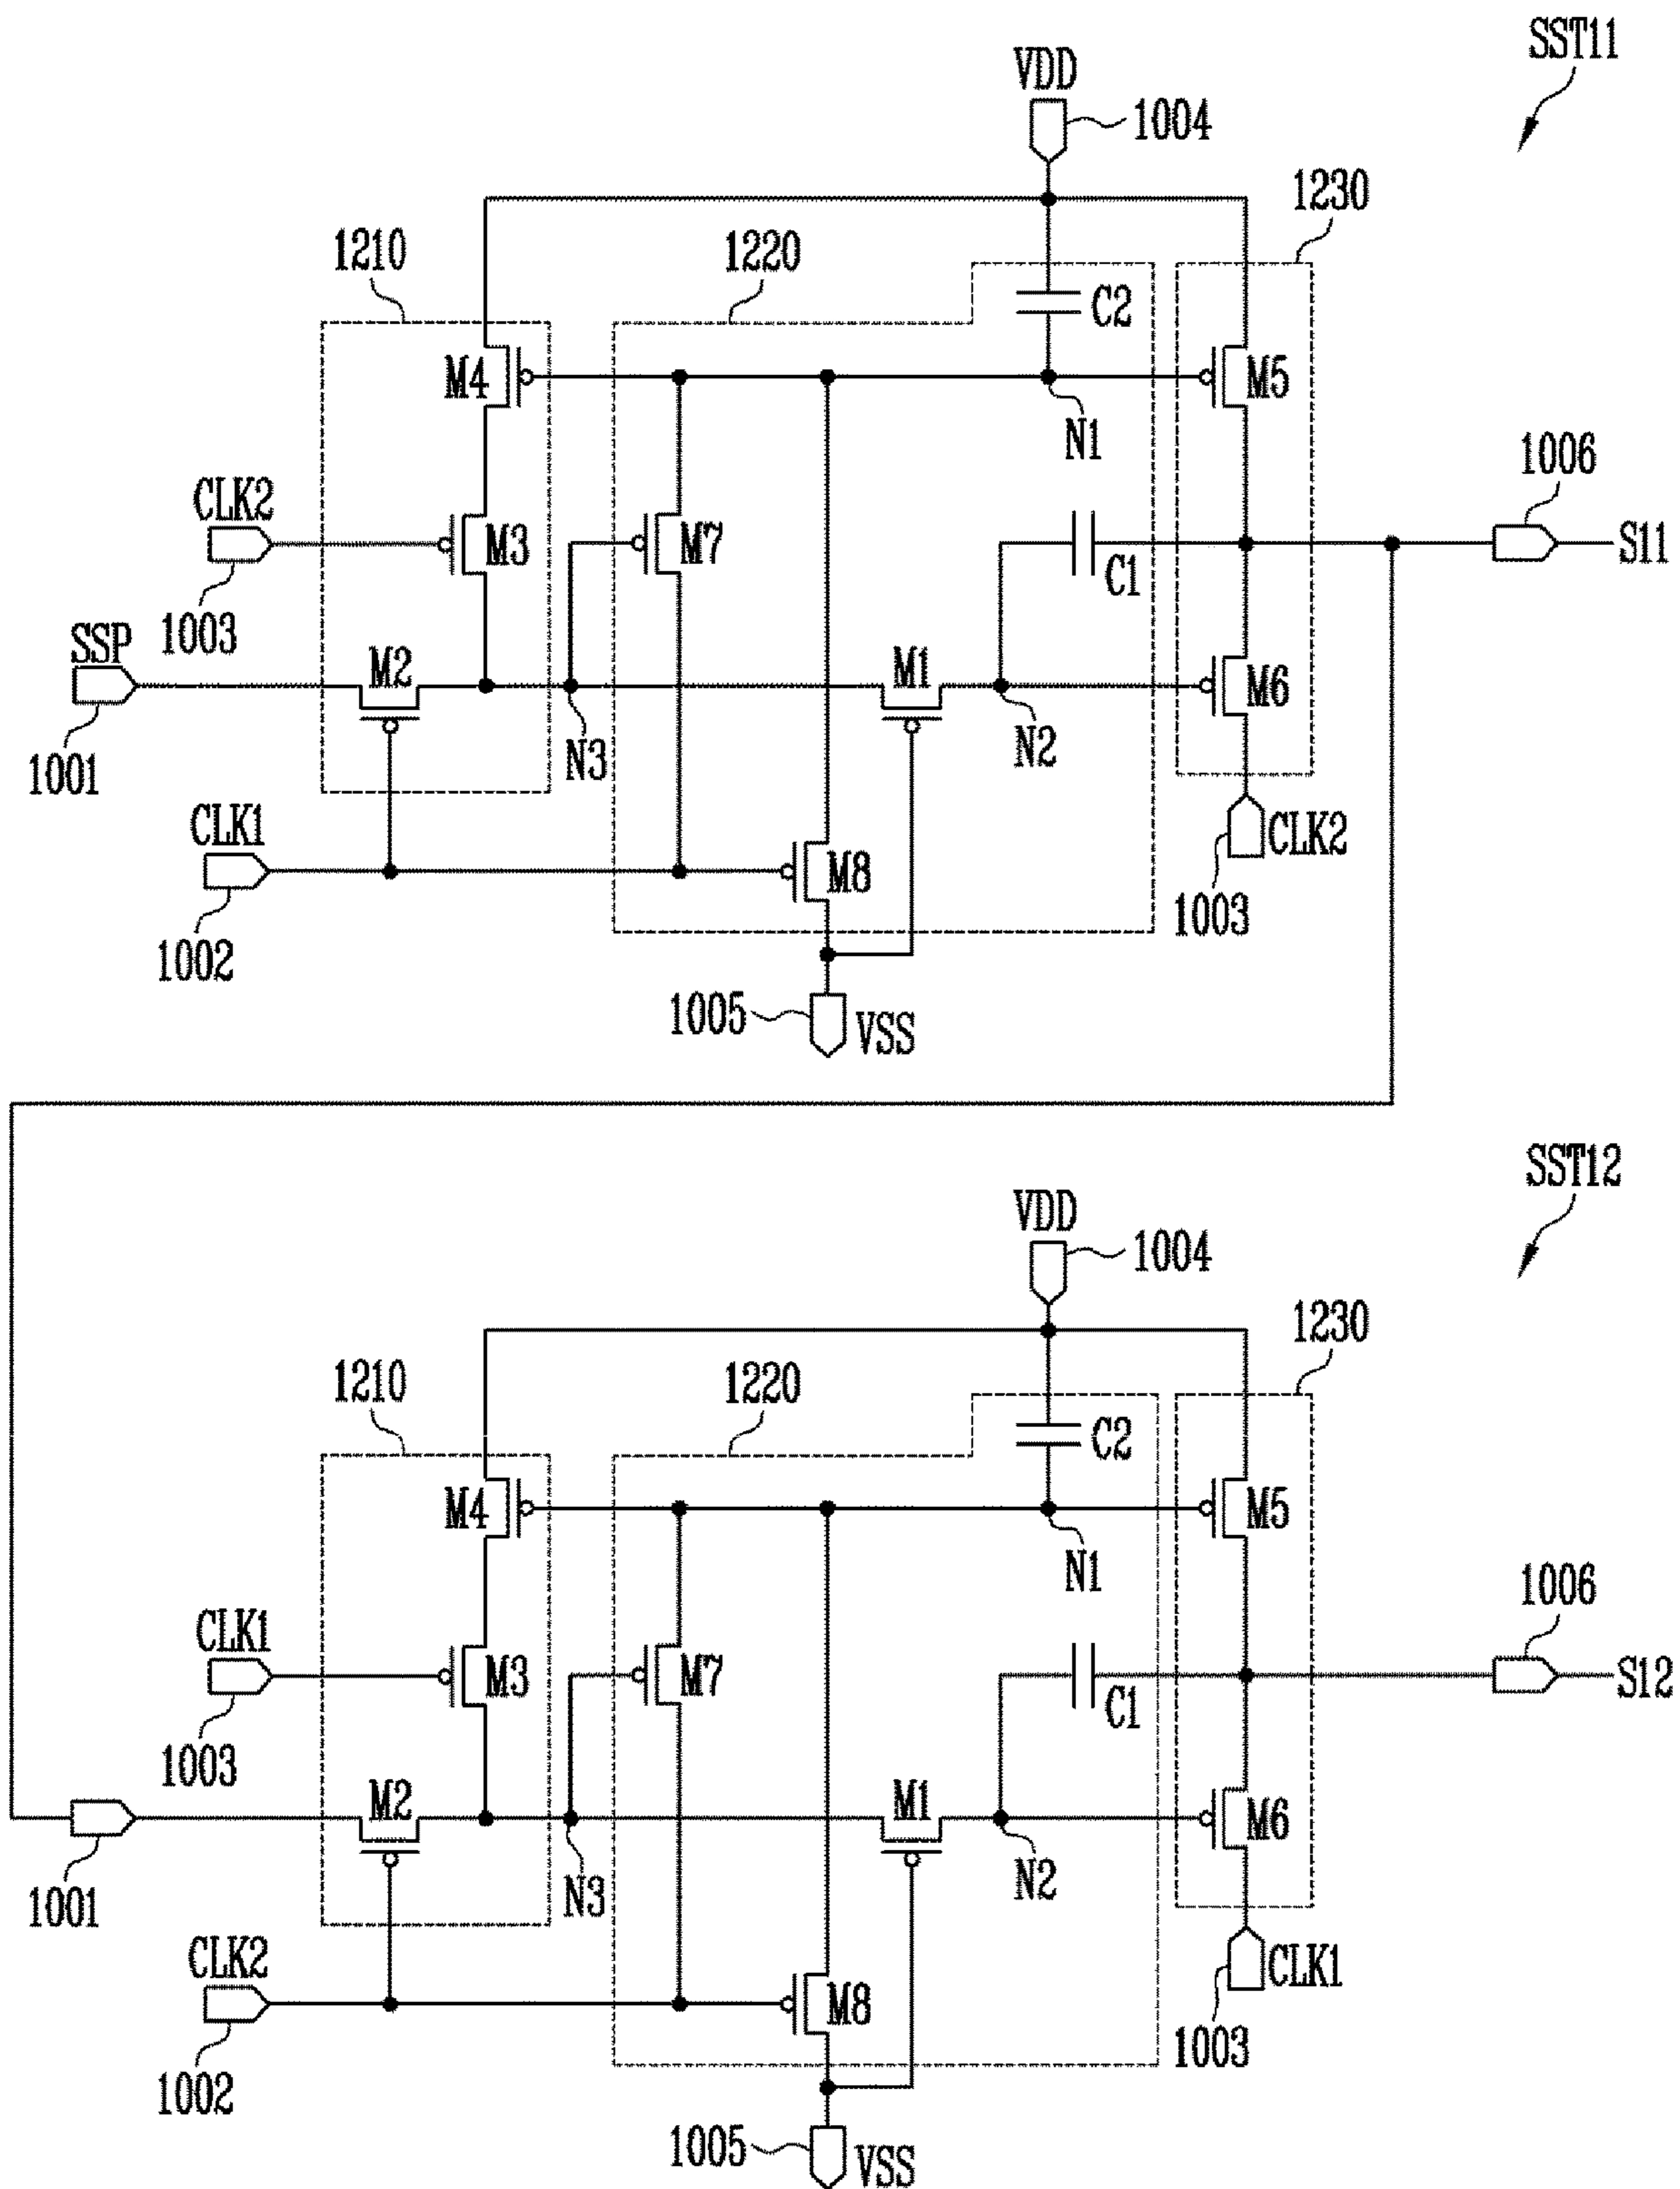 SST11
VDD
1004
1230
1210
1220
C2
M4
M5
N1
CLK2
1003
M3
M7
C1
1006
S11
SSP
1001
M2
N3
M1
N2
M6
CLK1
1002
M8
CLK2
1003
1005
VSS
SST12
VDD
1004
1230
1210
1220
C2
M4
M5
N1
CLK1
1003
M3
M7
C1
1006
S12
1001
M2
N3
M1
N2
M6
CLK2
1002
M8
CLK1
1003
1005
VSS